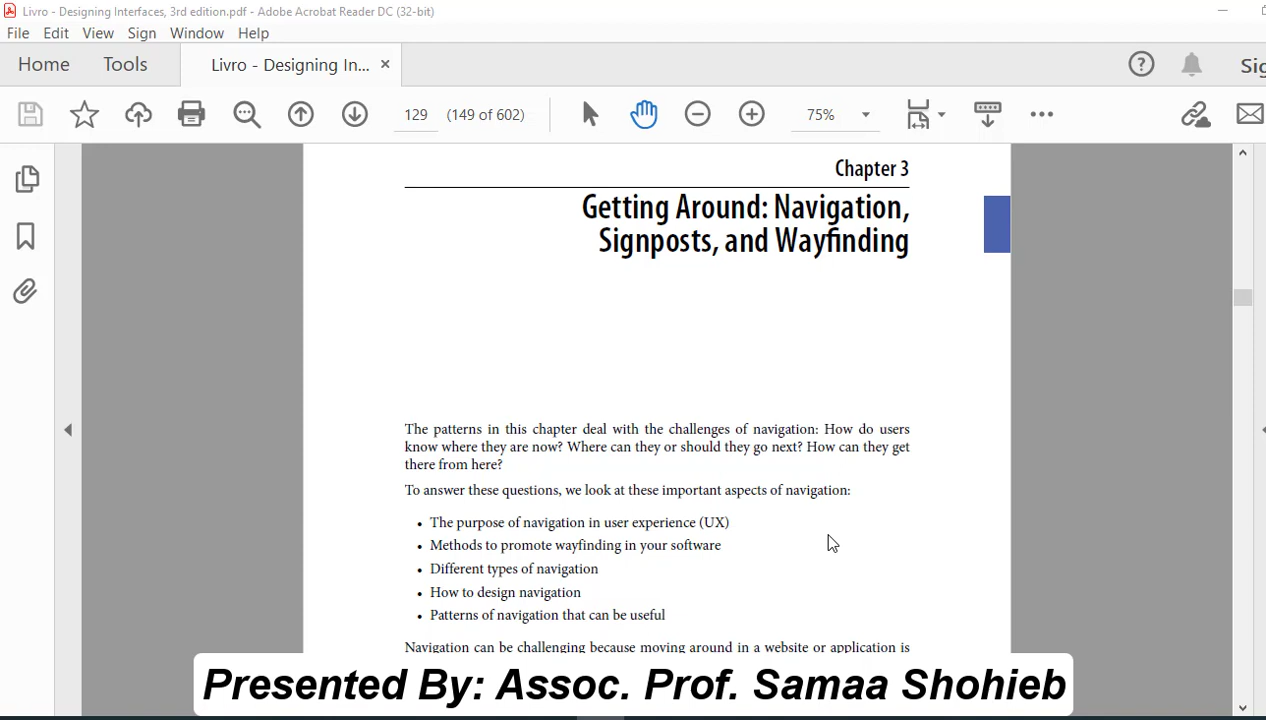 Livro - Designing Interfaces, 3rd edition.pdf - Adobe Acrobat Reader DC (32-bit)
File Edit View Sign Window Help
Home Tools Livro - Designing In... ×
129 (149 of 602) 75%
Chapter 3
Getting Around: Navigation,
Signposts, and Wayfinding
The patterns in this chapter deal with the challenges of navigation: How do users
know where they are now? Where can they or should they go next? How can they get
there from here?
To answer these questions, we look at these important aspects of navigation:
• The purpose of navigation in user experience (UX)
• Methods to promote wayfinding in your software
• Different types of navigation
• How to design navigation
• Patterns of navigation that can be useful
Navigation can be challenging because moving around in a website or application is
Presented By: Assoc. Prof. Samaa Shohieb